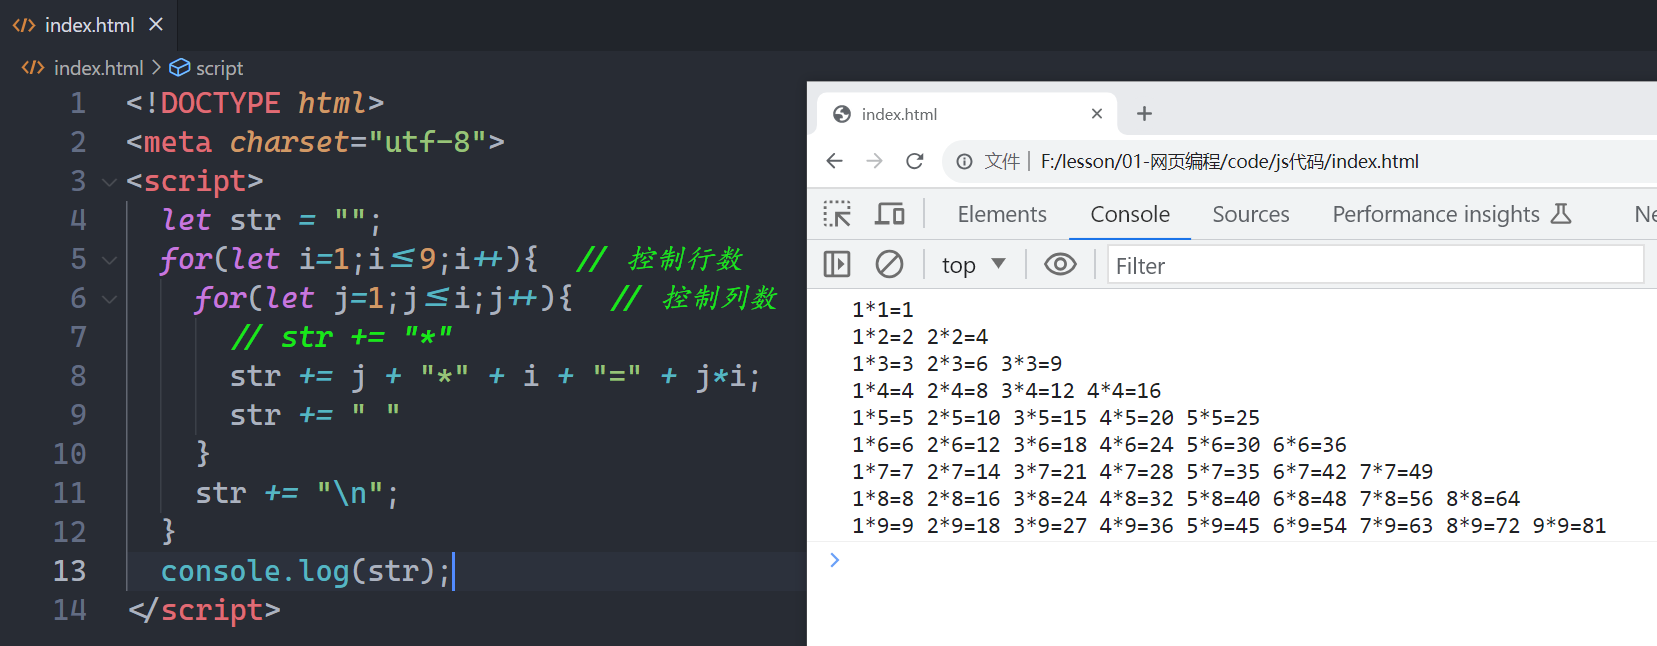 index.html
index.html > script
1 <!DOCTYPE html>
2 <meta charset="utf-8">
3 <script>
4 let str = "";
5 for(let i=1;i<=9;i++){ // 控制行数
6 for(let j=1;j<=i;j++){ // 控制列数
7 // str += "*"
8 str += j + "*" + i + "=" + j*i;
9 str += " "
10 }
11 str += "\n";
12 }
13 console.log(str);
14 </script>
index.html
文件 F:/lesson/01-网页编程/code/js代码/index.html
Elements Console Sources Performance insights Ne
top Filter
1*1=1
1*2=2 2*2=4
1*3=3 2*3=6 3*3=9
1*4=4 2*4=8 3*4=12 4*4=16
1*5=5 2*5=10 3*5=15 4*5=20 5*5=25
1*6=6 2*6=12 3*6=18 4*6=24 5*6=30 6*6=36
1*7=7 2*7=14 3*7=21 4*7=28 5*7=35 6*7=42 7*7=49
1*8=8 2*8=16 3*8=24 4*8=32 5*8=40 6*8=48 7*8=56 8*8=64
1*9=9 2*9=18 3*9=27 4*9=36 5*9=45 6*9=54 7*9=63 8*9=72 9*9=81